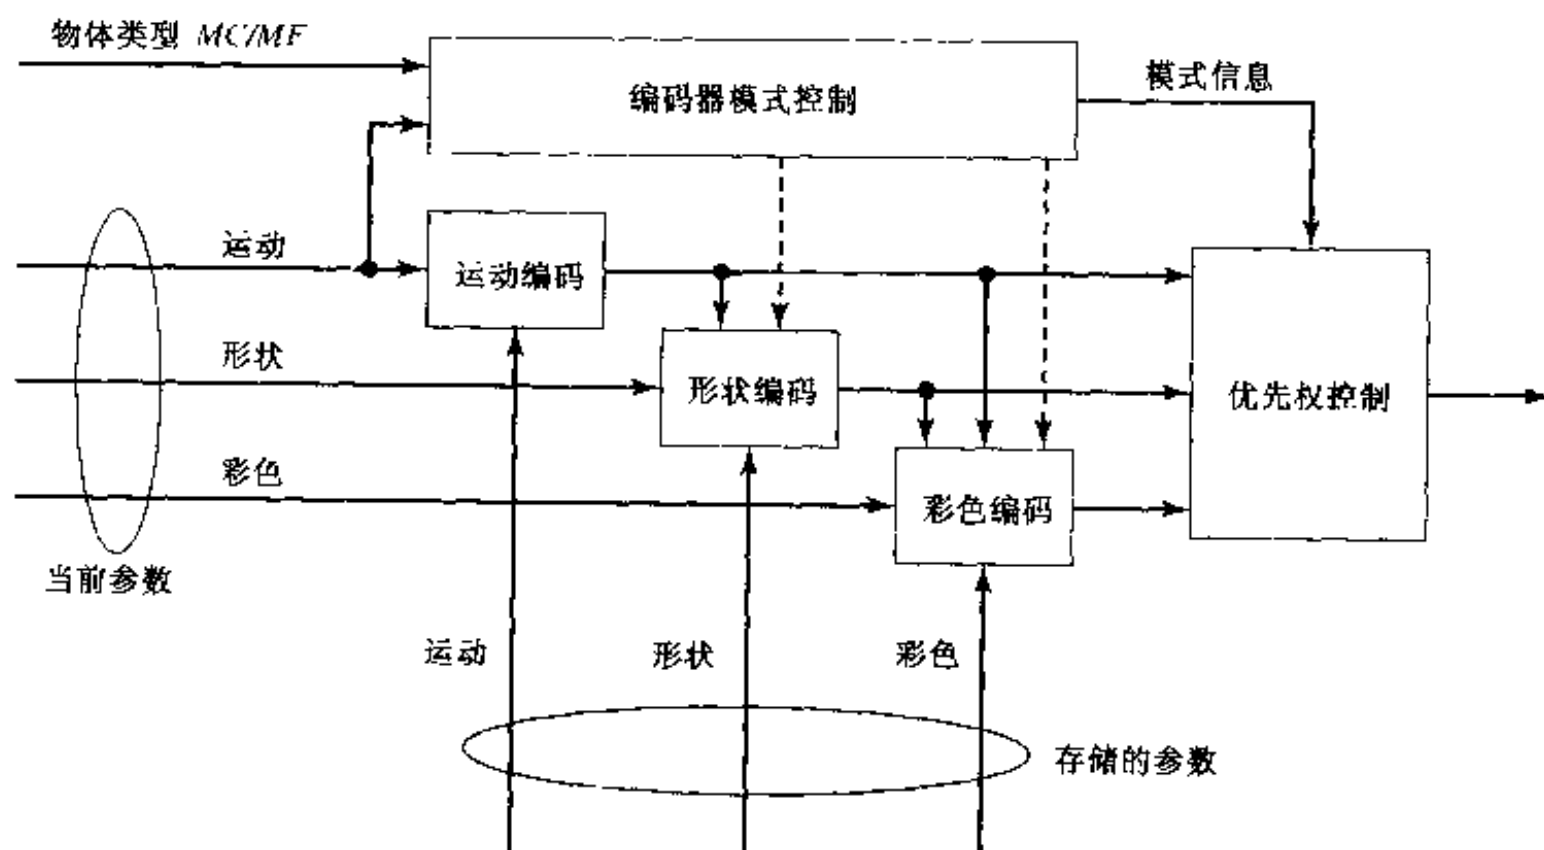 物体类型 MC/MF
编码器模式控制
模式信息
运动
运动编码
形状
形状编码
优先权控制
彩色
彩色编码
当前参数
运动
形状
彩色
存储的参数